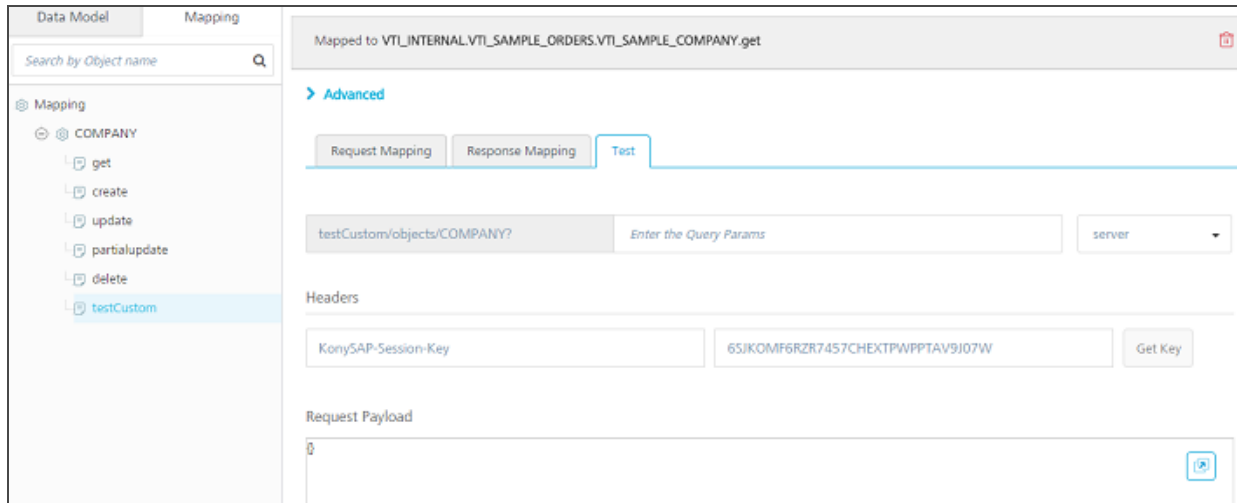 Data Model
Mapping
Search by Object name
Mapping
COMPANY
get
create
update
partialupdate
delete
testCustom
Mapped to VTI_INTERNAL.VTI_SAMPLE_ORDERS.VTI_SAMPLE_COMPANY.get
Advanced
Request Mapping
Response Mapping
Test
testCustom/objects/COMPANY?
Enter the Query Params
server
Headers
KonySAP-Session-Key
6SJKOMF6RZR7457CHEXTPWPPTAV9J07W
Get Key
Request Payload
{}